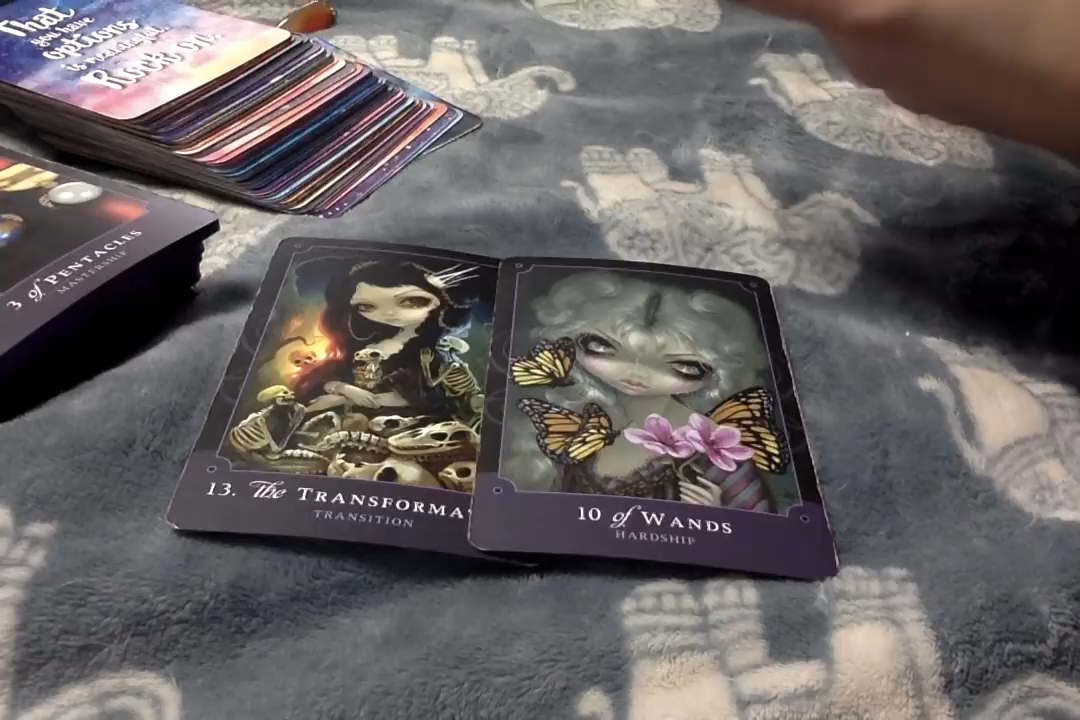 That
you have
options
Rock on.
3 of PENTACLES
MASTERSHIP
13. The TRANSFORMA
TRANSITION
10 of WANDS
HARDSHIP